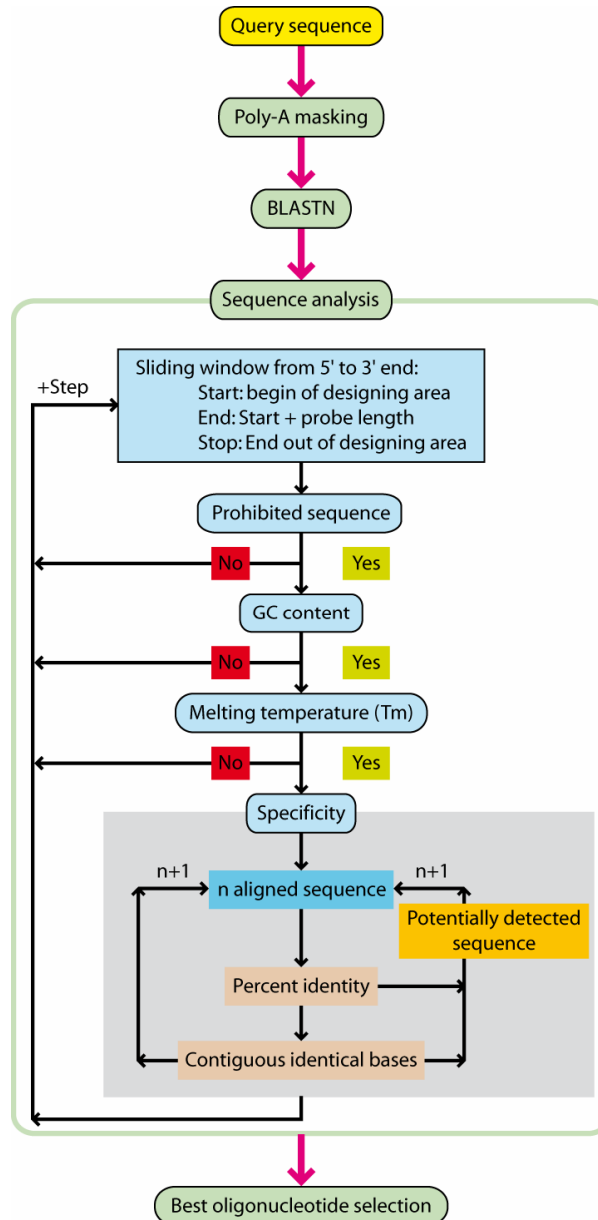 Query sequence
Poly-A masking
BLASTN
Sequence analysis
+Step
Sliding window from 5' to 3' end:
Start: begin of designing area
End: Start + probe length
Stop: End out of designing area
Prohibited sequence
No Yes
GC content
No Yes
Melting temperature (Tm)
No Yes
Specificity
n+1 n+1
n aligned sequence
Potentially detected
sequence
Percent identity
Contiguous identical bases
Best oligonucleotide selection